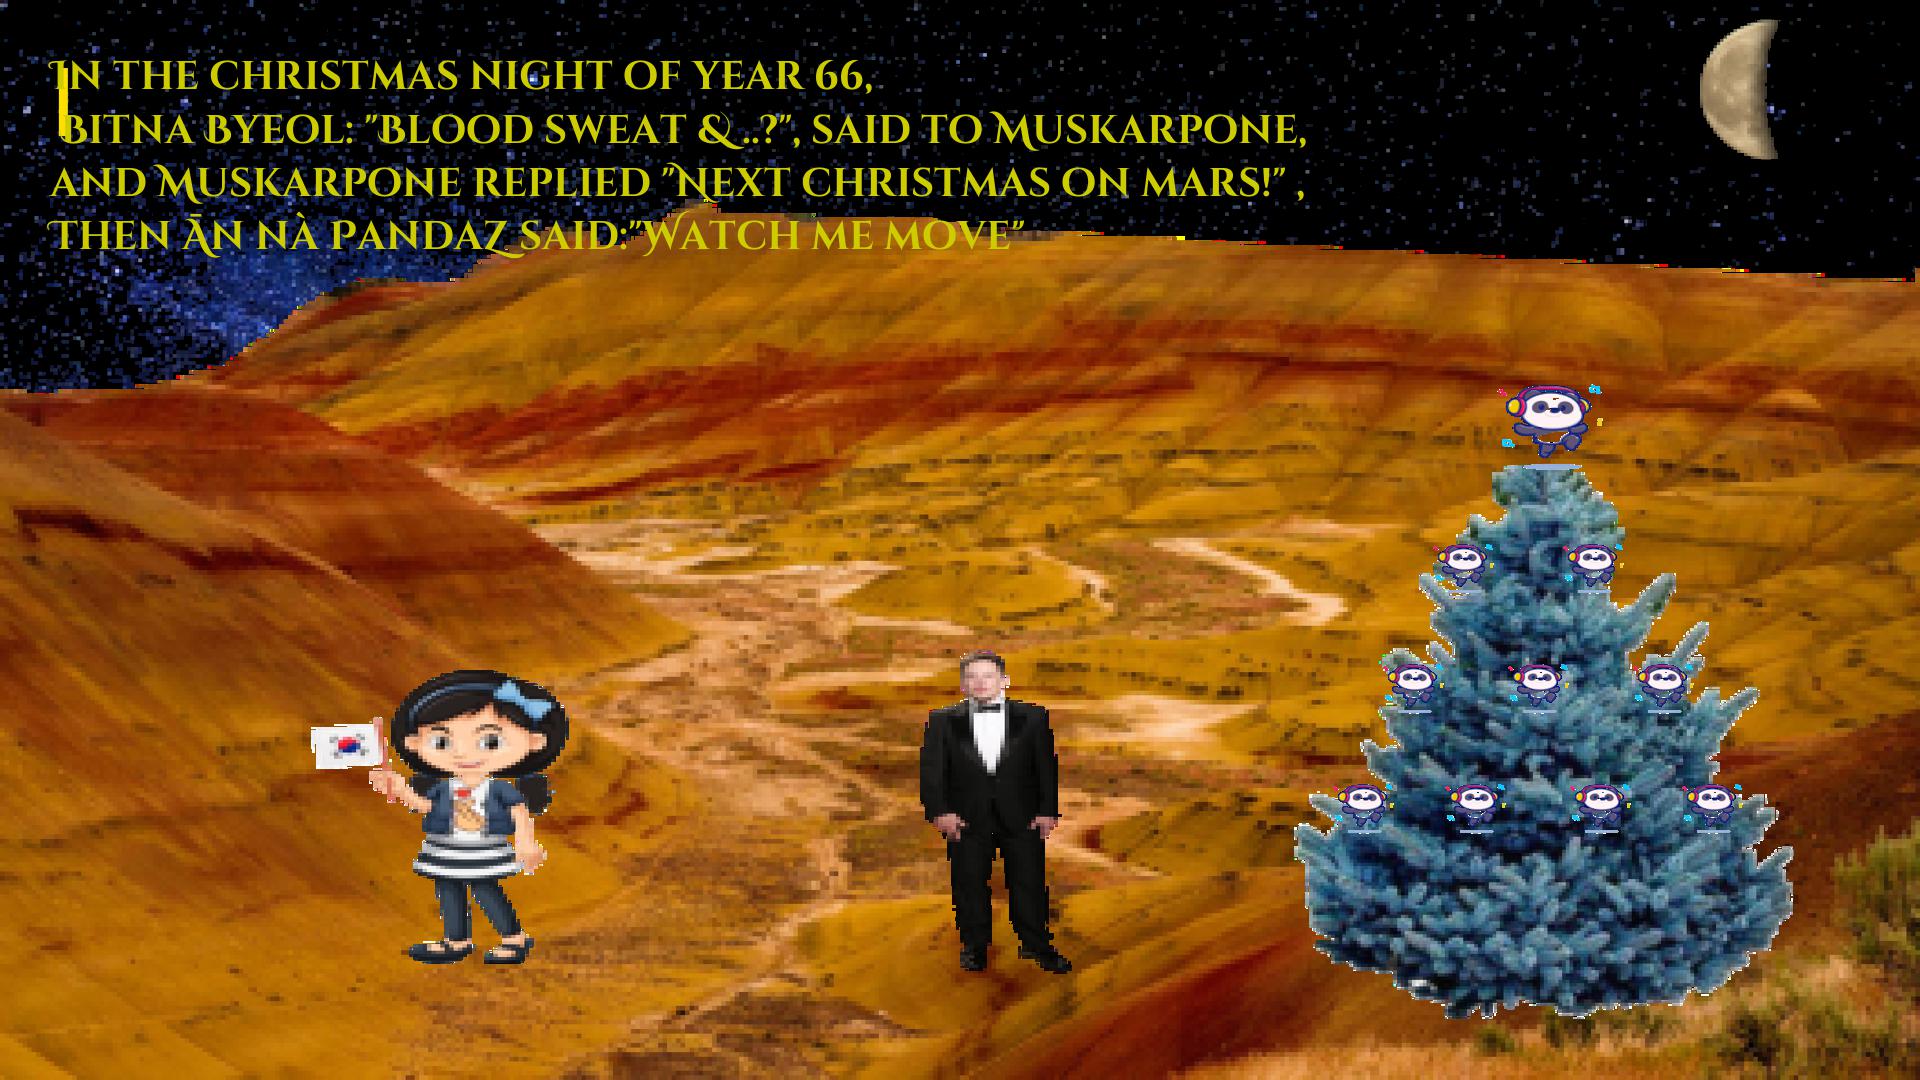 In the Christmas night of year 66,
Bitna Byeol: "Blood sweat &..?", said to Muskarpone,
and Muskarpone replied "Next Christmas on Mars!" ,
then Ān nà Pandaz said:"Watch me move"